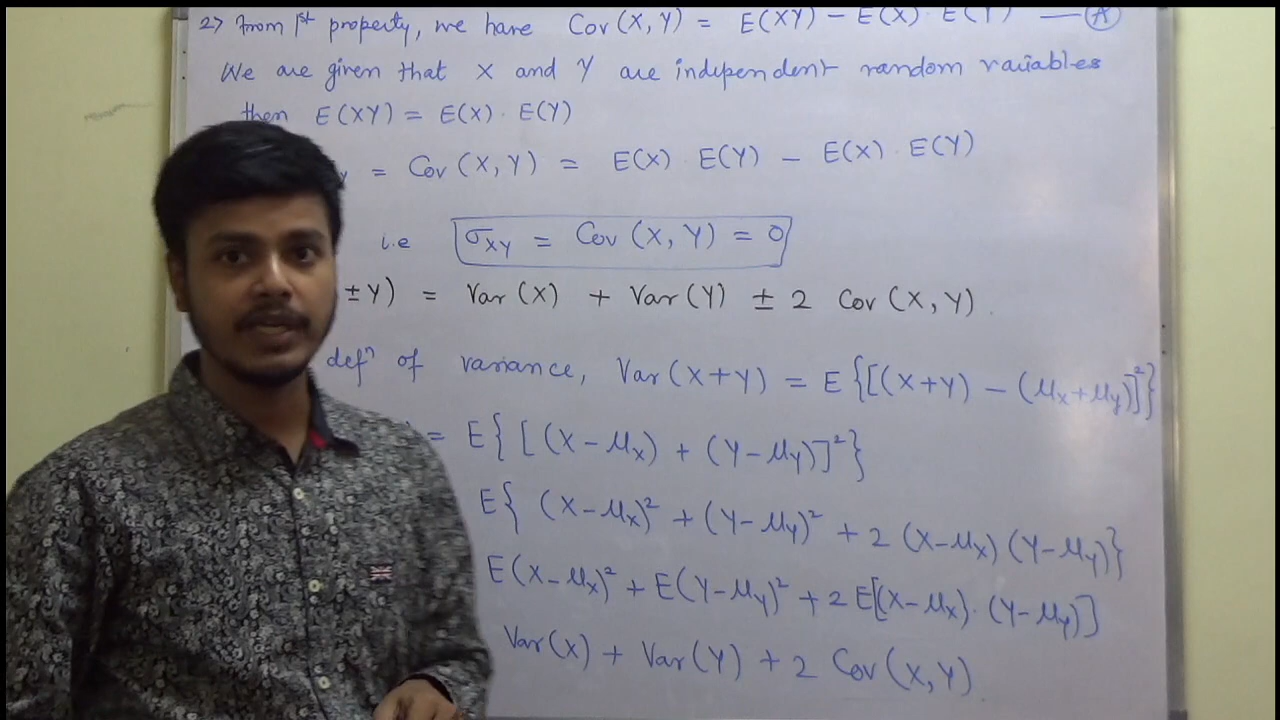 2> From 1st property, we have Cov (X, Y) = E(XY) - E(X) · E(Y) — (A)
We are given that X and Y are independent random variables
then E(XY) = E(X) · E(Y)
= Cov (X, Y) = E(X) · E(Y) - E(X) · E(Y)
i.e σXY = Cov (X, Y) = 0
±Y) = Var(X) + Var(Y) ± 2 Cov (X, Y)
defⁿ of variance, Var(X+Y) = E{[(X+Y) - (μx+μy)]²}
= E{ [ (X-μx) + (Y-μy)]²}
E{ (X-μx)² + (Y-μy)² + 2 (X-μx) (Y-μy)}
E(X-μx)² + E(Y-μy)² + 2 E[(X-μx) · (Y-μy)]
Var(X) + Var(Y) + 2 Cov (X, Y)